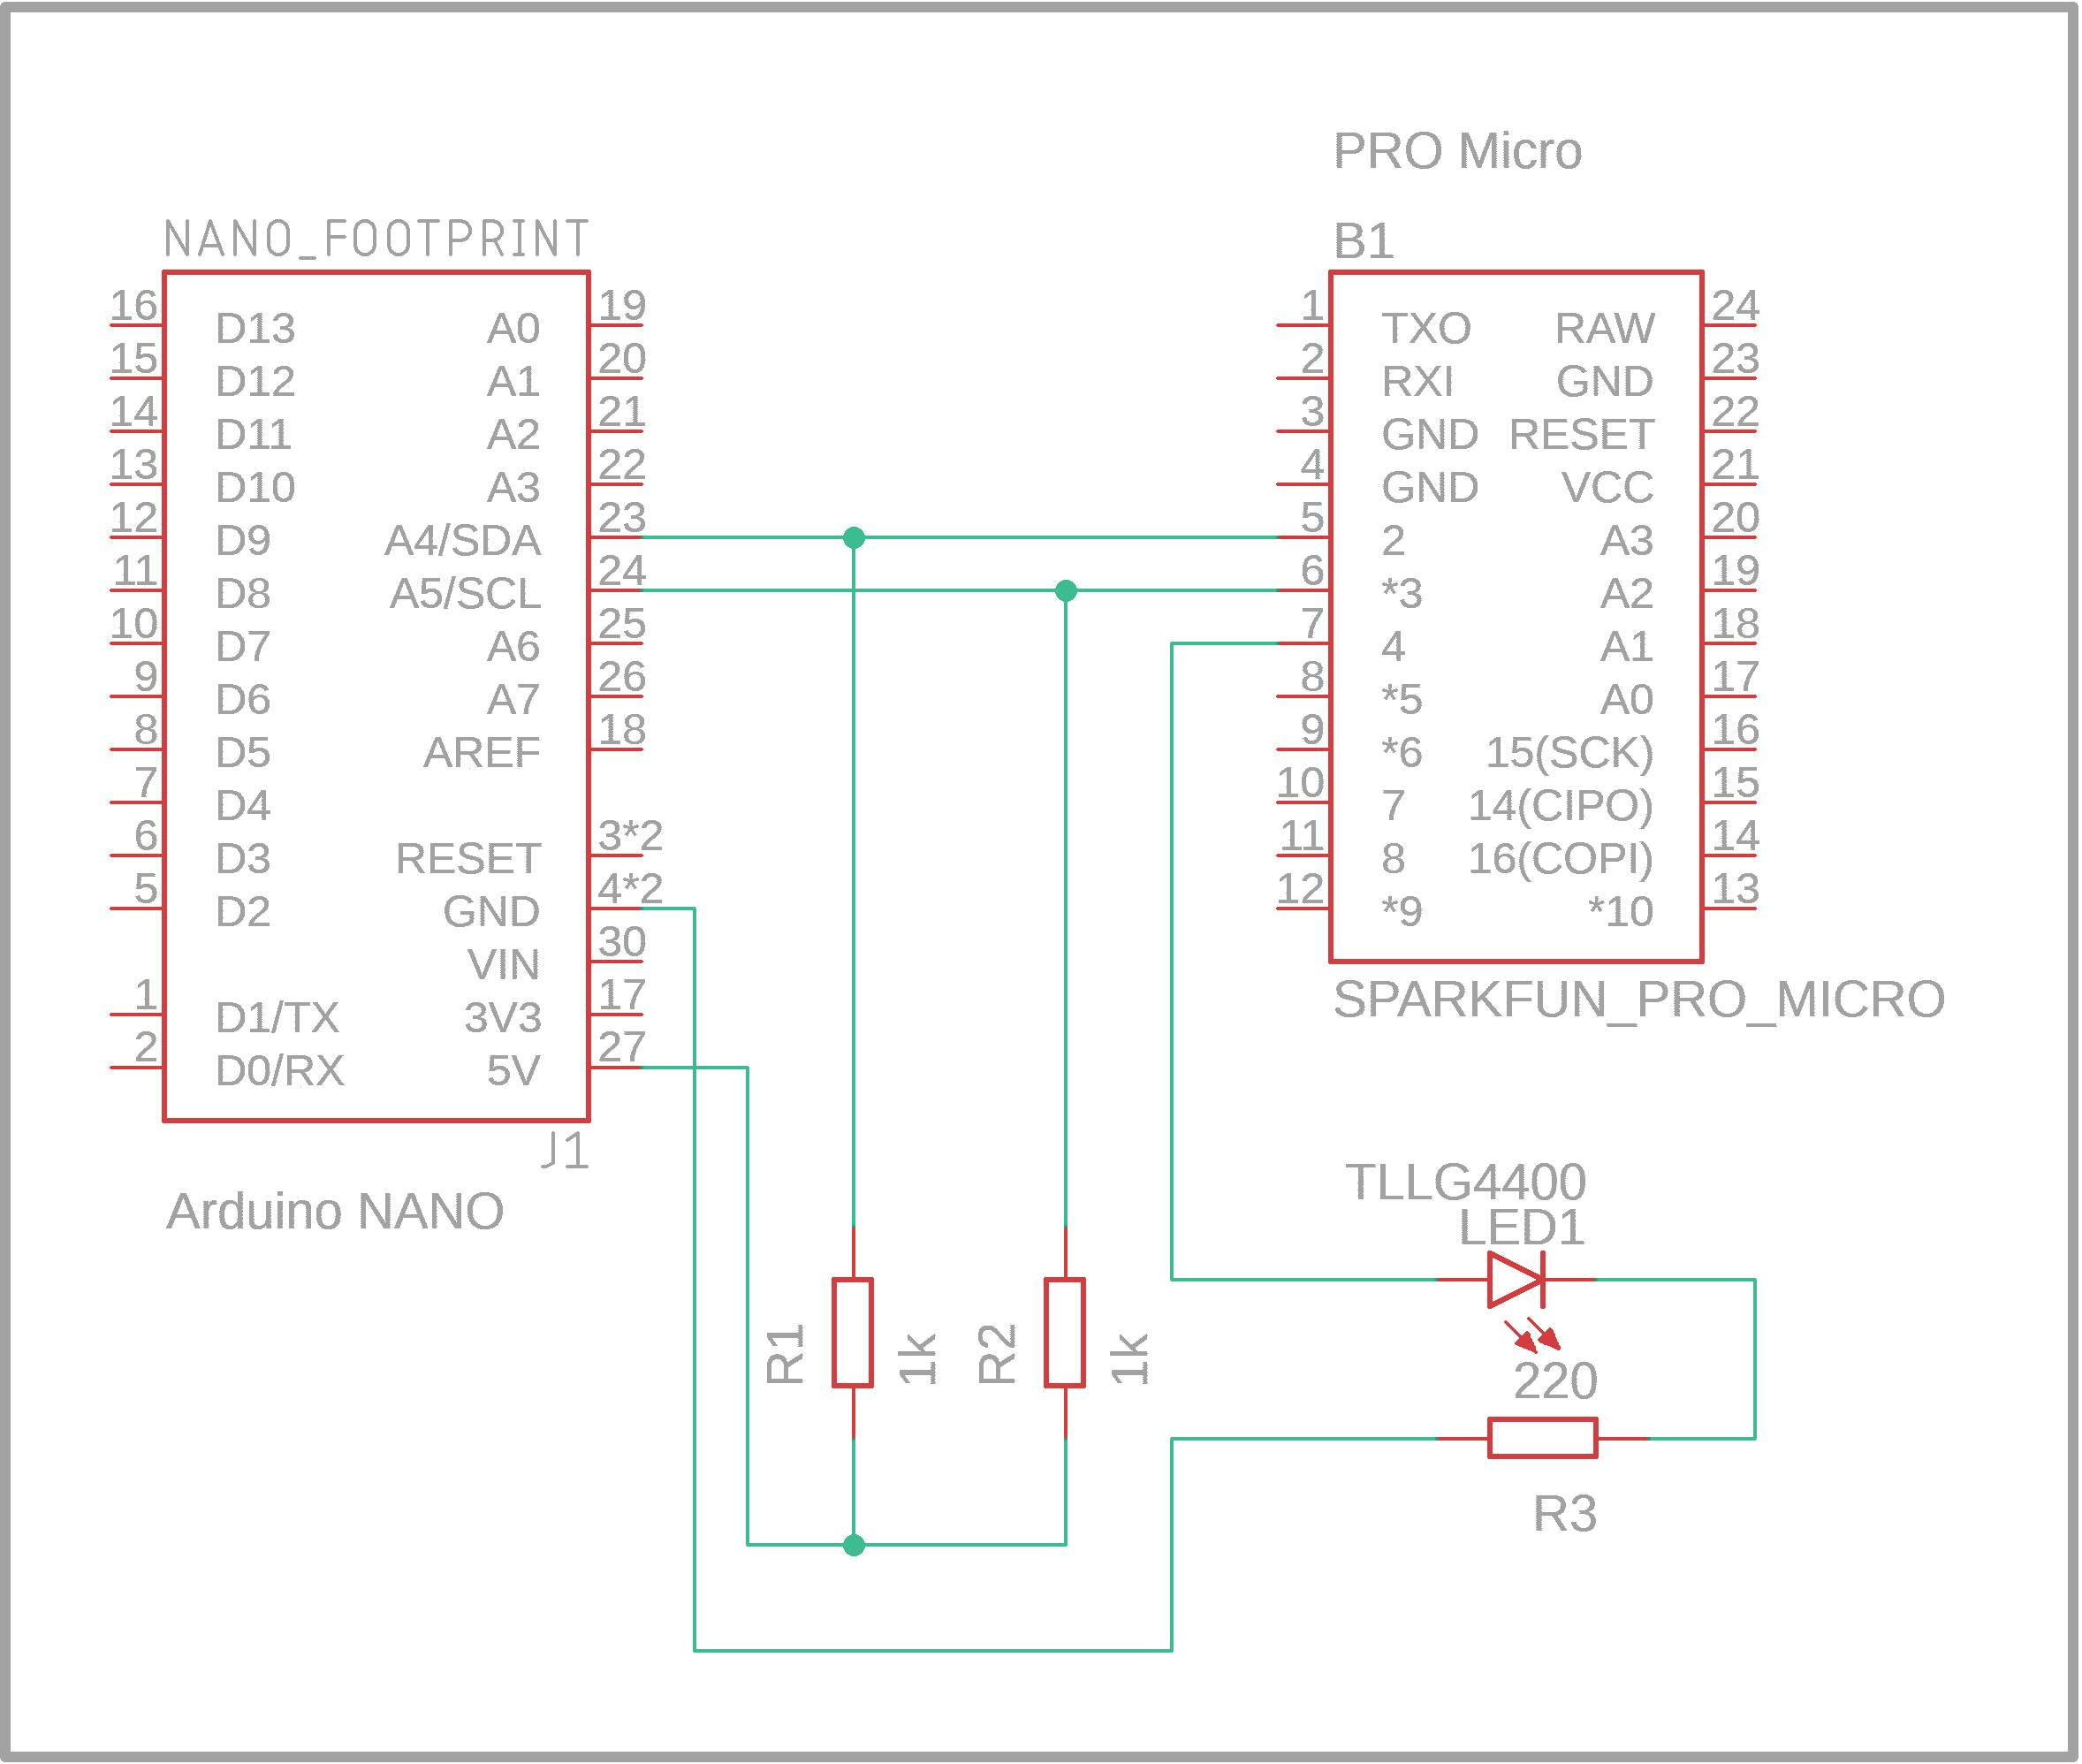 PRO Micro
NANO_FOOTPRINT
B1
16 D13 A0 19
15 D12 A1 20
14 D11 A2 21
13 D10 A3 22
12 D9 A4/SDA 23
11 D8 A5/SCL 24
10 D7 A6 25
9 D6 A7 26
8 D5 AREF 18
7 D4
6 D3 RESET 3*2
5 D2 GND 4*2
VIN 30
1 D1/TX 3V3 17
2 D0/RX 5V 27
J1
Arduino NANO
1 TXO RAW 24
2 RXI GND 23
3 GND RESET 22
4 GND VCC 21
5 2 A3 20
6 *3 A2 19
7 4 A1 18
8 *5 A0 17
9 *6 15(SCK) 16
10 7 14(CIPO) 15
11 8 16(COPI) 14
12 *9 *10 13
SPARKFUN_PRO_MICRO
TLLG4400
LED1
R1
1k
R2
1k
220
R3